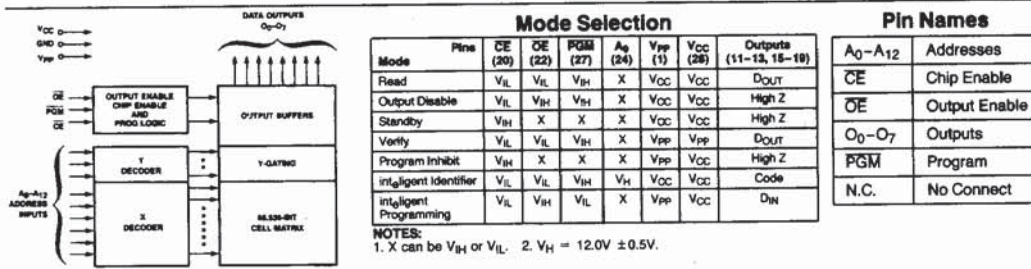 DATA OUTPUTS
O₀–O₇
VCC
GND
VPP
OE
PGM
CE
OUTPUT ENABLE
CHIP ENABLE
AND
PROG LOGIC
OUTPUT BUFFERS
Y
DECODER
Y-GATING
A₀–A₁₂
ADDRESS
INPUTS
X
DECODER
65,536-BIT
CELL MATRIX
Mode Selection
Pins CE OE PGM A₉ VPP VCC Outputs
Mode (20) (22) (27) (24) (1) (28) (11–13, 15–19)
Read VIL VIL VIH X VCC VCC DOUT
Output Disable VIL VIH VIH X VCC VCC High Z
Standby VIH X X X VCC VCC High Z
Verify VIL VIL VIH X VPP VPP DOUT
Program Inhibit VIH X X X VPP VCC High Z
inteligent Identifier VIL VIL VIH VH VCC VCC Code
inteligent VIL VIH VIL X VPP VCC DIN
Programming
NOTES:
1. X can be VIH or VIL. 2. VH = 12.0V ±0.5V.
Pin Names
A₀–A₁₂ Addresses
CE Chip Enable
OE Output Enable
O₀–O₇ Outputs
PGM Program
N.C. No Connect